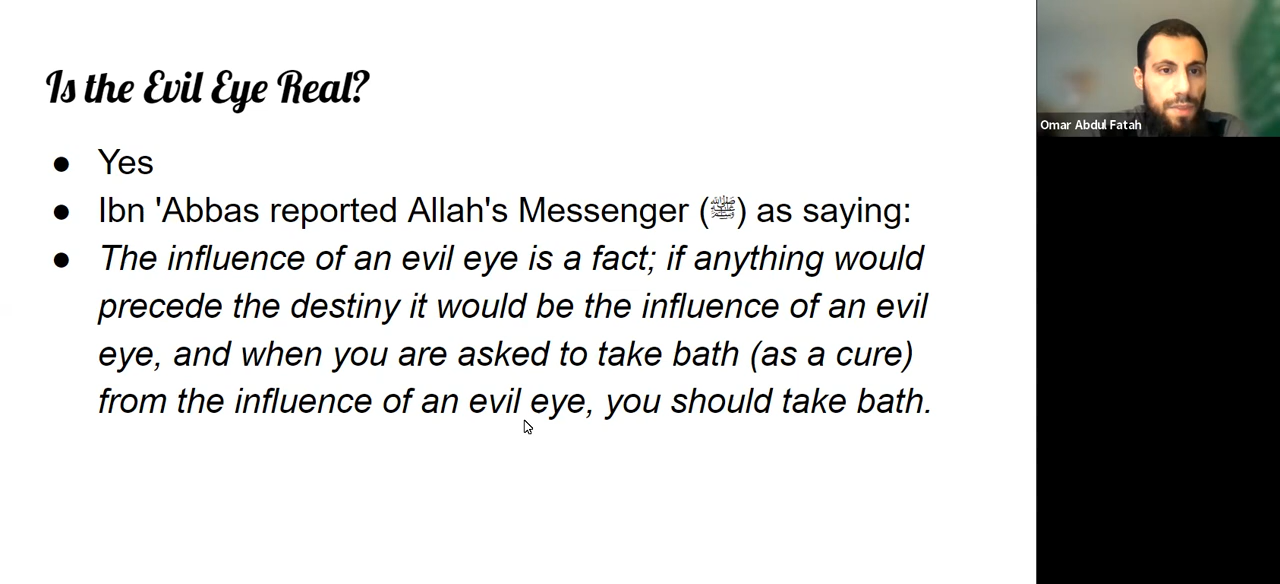 Is the Evil Eye Real?
● Yes
● Ibn 'Abbas reported Allah's Messenger (ﷺ) as saying:
● The influence of an evil eye is a fact; if anything would
precede the destiny it would be the influence of an evil
eye, and when you are asked to take bath (as a cure)
from the influence of an evil eye, you should take bath.
Omar Abdul Fatah